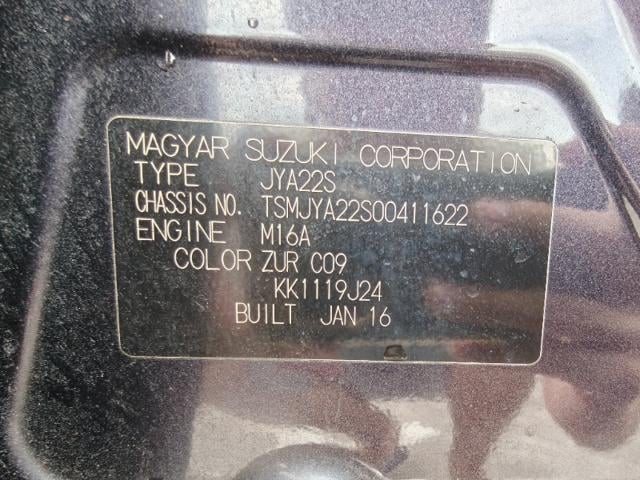 MAGYAR SUZUKI CORPORATION
TYPE JYA22S
CHASSIS NO. TSMJYA22S00411622
ENGINE M16A
COLOR ZUR C09
KK1119J24
BUILT JAN 16